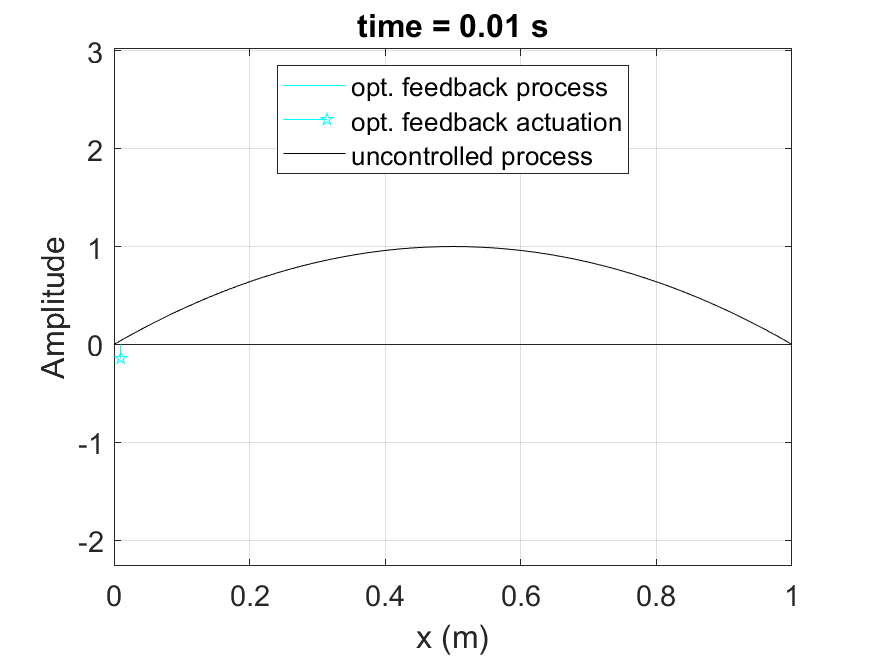 time = 0.01 s
3
opt. feedback process
opt. feedback actuation
2
uncontrolled process
1
Amplitude
0
-1
-2
0 0.2 0.4 0.6 0.8 1
x (m)